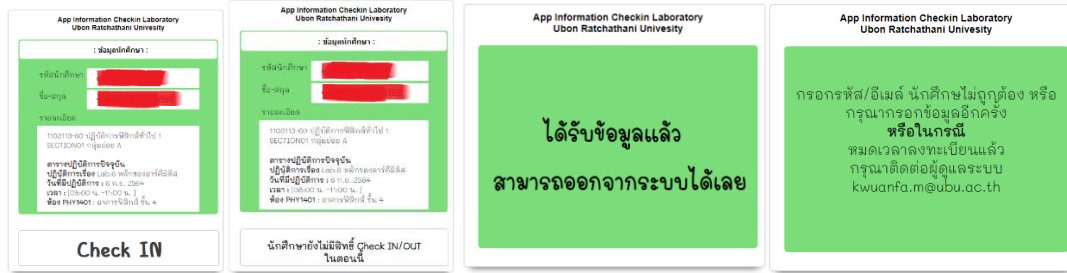 App Information Checkin Laboratory
Ubon Ratchathani Univesity
: ข้อมูลนักศึกษา :
รหัสนักศึกษา
ชื่อ-สกุล
รายละเอียด
1103113-60 ปฏิบัติการฟิสิกส์ทั่วไป 1
SECTION01 กลุ่มย่อย A
ตารางปฏิบัติการปัจจุบัน
ปฏิบัติการเรื่อง Lab.6 หลักของอาร์คีมิดิส
วันที่มีปฏิบัติการ : 6 ก.ย. 2564
เวลา : [08:00 น. -11:00 น. ]
ห้อง PHY1401 : อาคารฟิสิกส์ ชั้น 4
Check IN
App Information Checkin Laboratory
Ubon Ratchathani Univesity
: ข้อมูลนักศึกษา :
รหัสนักศึกษา
ชื่อ-สกุล
รายละเอียด
1103113-60 ปฏิบัติการฟิสิกส์ทั่วไป 1
SECTION01 กลุ่มย่อย A
ตารางปฏิบัติการปัจจุบัน
ปฏิบัติการเรื่อง Lab.6 หลักของอาร์คีมิดิส
วันที่มีปฏิบัติการ : 6 ก.ย. 2564
เวลา : [08:00 น. -11:00 น. ]
ห้อง PHY1401 : อาคารฟิสิกส์ ชั้น 4
นักศึกษายังไม่มีสิทธิ์ Check IN/OUT
ในตอนนี้
App Information Checkin Laboratory
Ubon Ratchathani Univesity
ได้รับข้อมูลแล้ว
สามารถออกจากระบบได้เลย
App Information Checkin Laboratory
Ubon Ratchathani Univesity
กรอกรหัส/อีเมล์ นักศึกษไม่ถูกต้อง หรือ
กรุณากรอกข้อมูลอีกครั้ง
หรือในกรณี
หมดเวลาลงทะเบียนแล้ว
กรุณาติดต่อผู้ดูแลระบบ
kwuanfa.m@ubu.ac.th